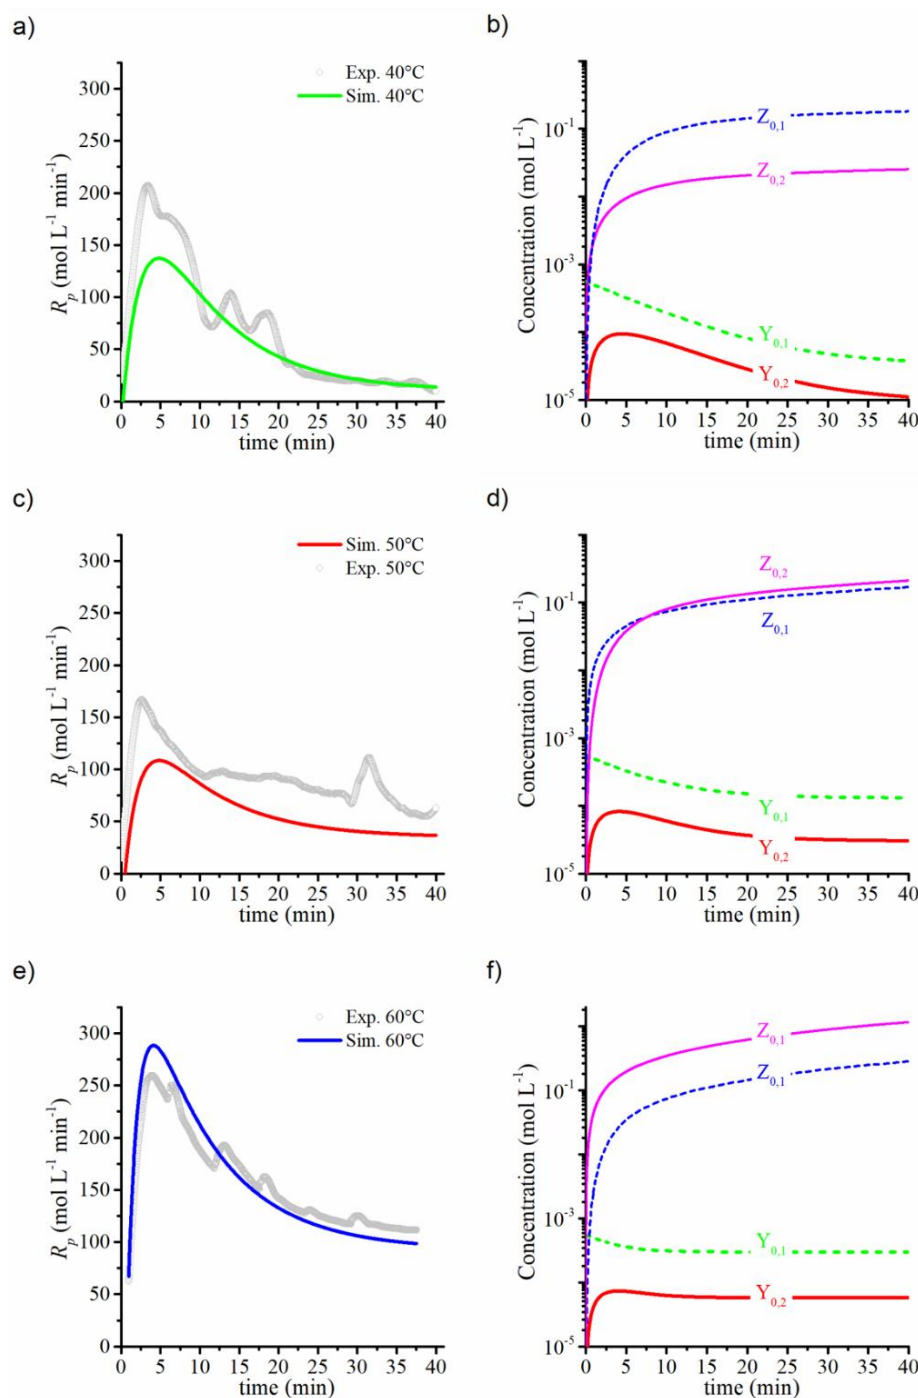 a)
300
250
200
150
100
50
0
R_p (mol L^-1 min^-1)
Exp. 40°C
Sim. 40°C
0 5 10 15 20 25 30 35 40
time (min)
b)
10^-1
10^-3
10^-5
Concentration (mol L^-1)
Z_0,1
Z_0,2
Y_0,1
Y_0,2
0 5 10 15 20 25 30 35 40
time (min)
c)
300
250
200
150
100
50
0
R_p (mol L^-1 min^-1)
Sim. 50°C
Exp. 50°C
0 5 10 15 20 25 30 35 40
time (min)
d)
10^-1
10^-3
10^-5
Concentration (mol L^-1)
Z_0,2
Z_0,1
Y_0,1
Y_0,2
0 5 10 15 20 25 30 35 40
time (min)
e)
300
250
200
150
100
50
0
R_p (mol L^-1 min^-1)
Exp. 60°C
Sim. 60°C
0 5 10 15 20 25 30 35 40
time (min)
f)
10^-1
10^-3
10^-5
Concentration (mol L^-1)
Z_0,1
Z_0,1
Y_0,1
Y_0,2
0 5 10 15 20 25 30 35 40
time (min)